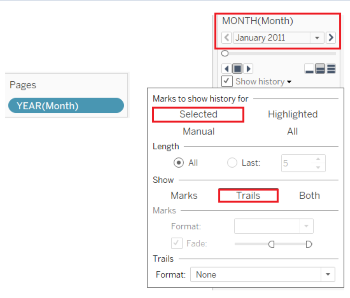 MONTH(Month)
January 2011
Show history
Pages
YEAR(Month)
Marks to show history for
Selected Highlighted
Manual All
Length
All Last: 5
Show
Marks Trails Both
Marks
Format:
Fade:
Trails
Format: None